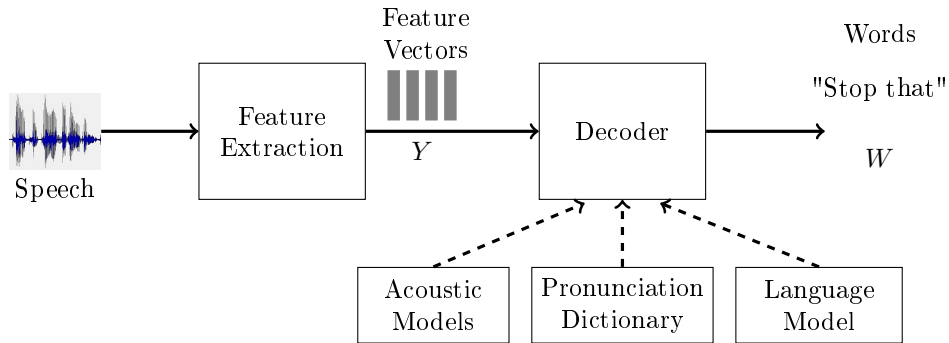 Speech
Feature
Extraction
Feature
Vectors
Y
Decoder
Words
"Stop that"
W
Acoustic
Models
Pronunciation
Dictionary
Language
Model